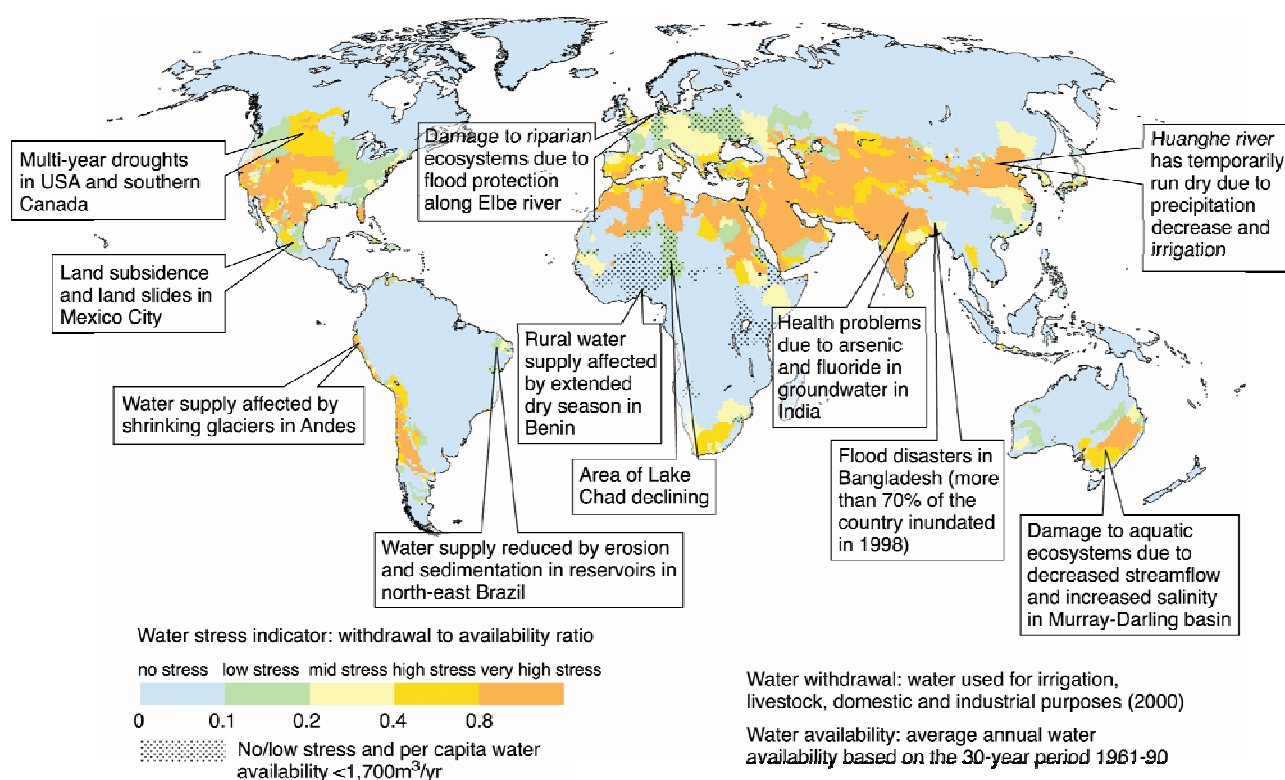 Multi-year droughts
in USA and southern
Canada
Damage to riparian
ecosystems due to
flood protection
along Elbe river
Huanghe river
has temporarily
run dry due to
precipitation
decrease and
irrigation
Land subsidence
and land slides in
Mexico City
Water supply affected by
shrinking glaciers in Andes
Rural water
supply affected
by extended
dry season in
Benin
Health problems
due to arsenic
and fluoride in
groundwater in
India
Area of Lake
Chad declining
Flood disasters in
Bangladesh (more
than 70% of the
country inundated
in 1998)
Water supply reduced by erosion
and sedimentation in reservoirs in
north-east Brazil
Damage to aquatic
ecosystems due to
decreased streamflow
and increased salinity
in Murray-Darling basin
Water stress indicator: withdrawal to availability ratio
no stress low stress mid stress high stress very high stress
0 0.1 0.2 0.4 0.8
No/low stress and per capita water
availability <1,700m³/yr
Water withdrawal: water used for irrigation,
livestock, domestic and industrial purposes (2000)
Water availability: average annual water
availability based on the 30-year period 1961-90